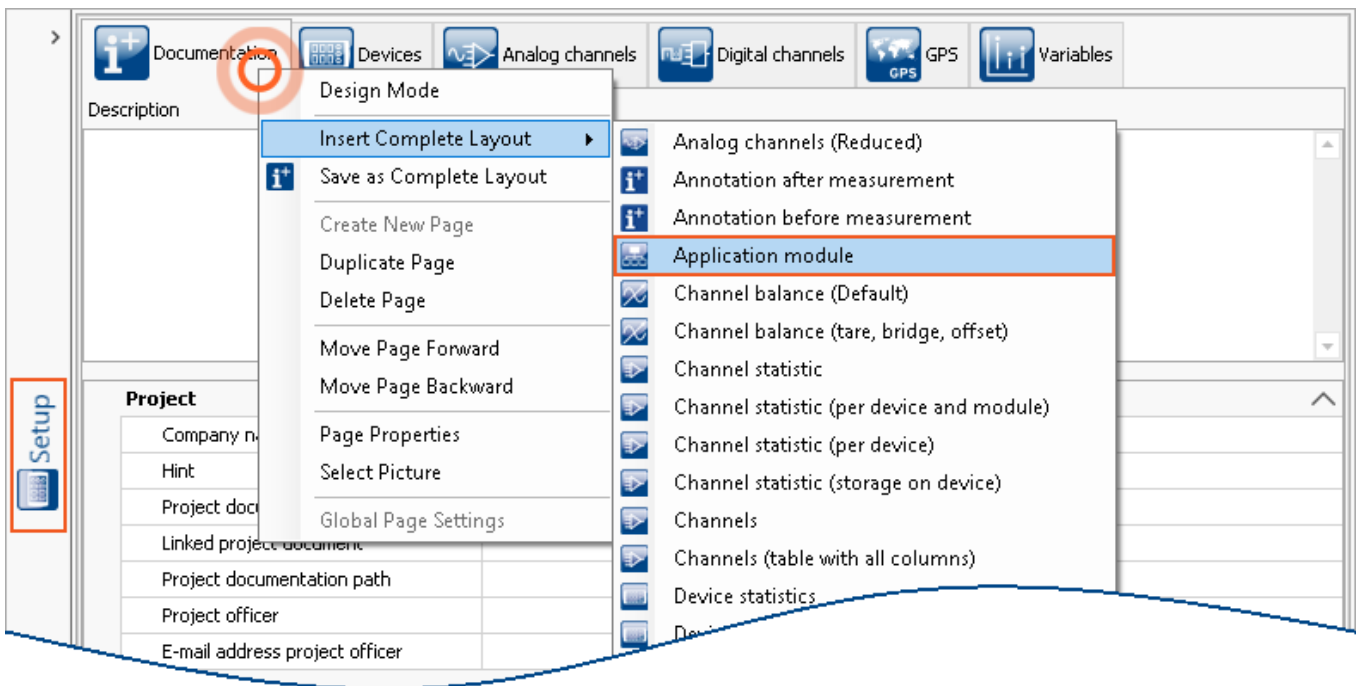 Documentation
Devices
Analog channels
Digital channels
GPS
GPS
Variables
Description
Design Mode
Insert Complete Layout
Save as Complete Layout
Create New Page
Duplicate Page
Delete Page
Move Page Forward
Move Page Backward
Page Properties
Select Picture
Global Page Settings
Analog channels (Reduced)
Annotation after measurement
Annotation before measurement
Application module
Channel balance (Default)
Channel balance (tare, bridge, offset)
Channel statistic
Channel statistic (per device and module)
Channel statistic (per device)
Channel statistic (storage on device)
Channels
Channels (table with all columns)
Device statistics
Setup
Project
Company n
Hint
Project docu
Linked project document
Project documentation path
Project officer
E-mail address project officer